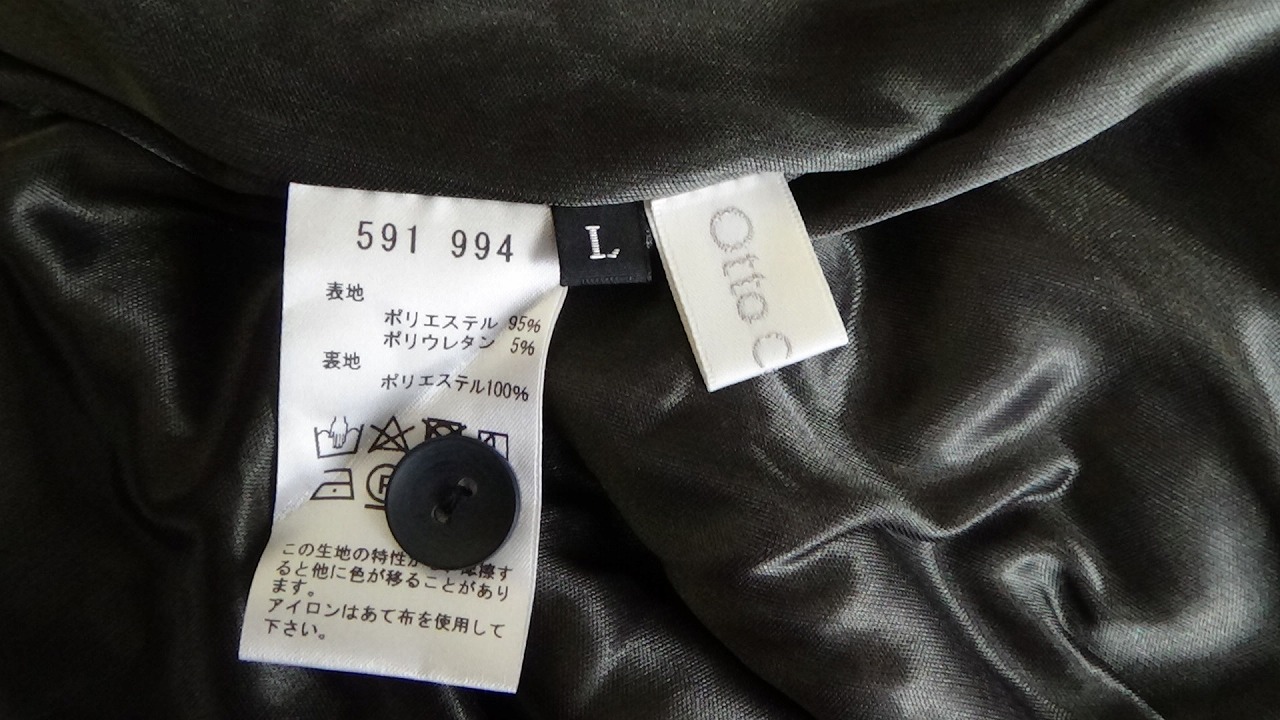 591 994
表地
ポリエステル 95%
ポリウレタン 5%
裏地
ポリエステル100%
この生地の特性 摩擦す
ると他に色が移ることがあり
ます。
アイロンはあて布を使用して
下さい。
L
Otto